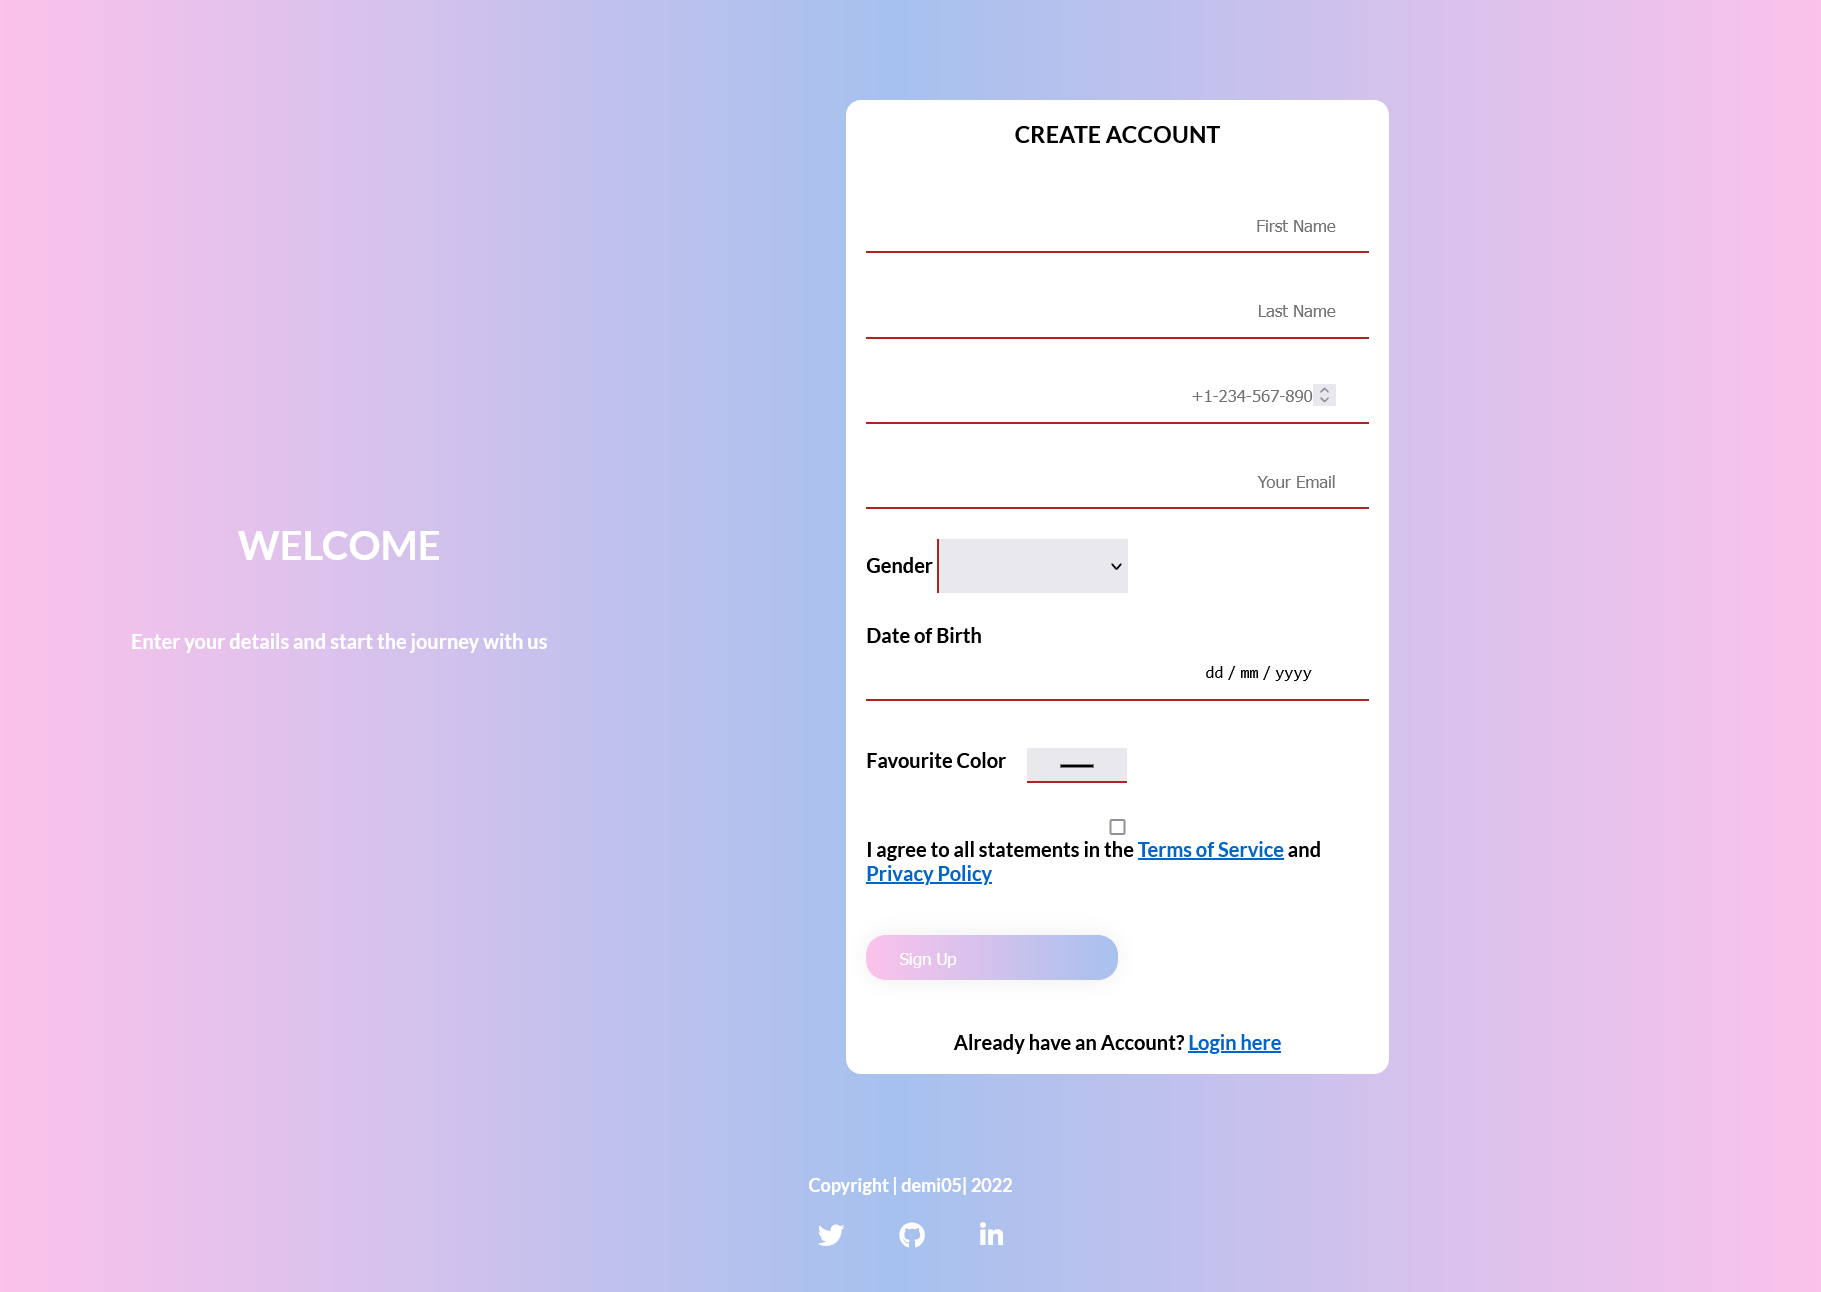 CREATE ACCOUNT
First Name
Last Name
+1-234-567-890
Your Email
WELCOME
Enter your details and start the journey with us
Gender
Date of Birth
dd / mm / yyyy
Favourite Color
I agree to all statements in the Terms of Service and
Privacy Policy
Sign Up
Already have an Account? Login here
Copyright | demi05| 2022